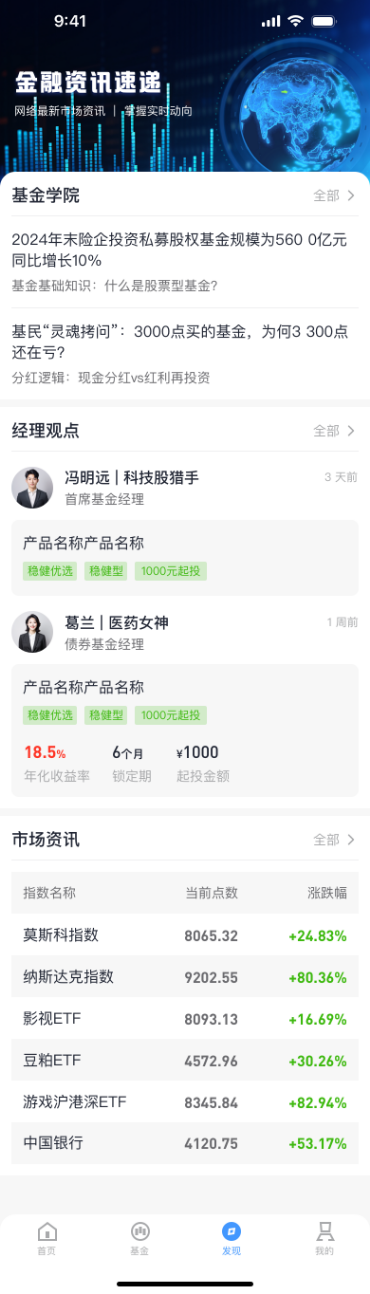 9:41
金融资讯速递
网络最新市场资讯 | 掌握实时动向
基金学院
全部
2024年末险企投资私募股权基金规模为560 0亿元
同比增长10%
基金基础知识：什么是股票型基金?
基民“灵魂拷问”：3000点买的基金，为何3 300点
还在亏?
分红逻辑：现金分红vs红利再投资
经理观点
全部
冯明远 | 科技股猎手
3 天前
首席基金经理
产品名称产品名称
稳健优选 稳健型 1000元起投
葛兰 | 医药女神
1 周前
债券基金经理
产品名称产品名称
稳健优选 稳健型 1000元起投
18.5% 6个月 ¥1000
年化收益率 锁定期 起投金额
市场资讯
全部
指数名称 当前点数 涨跌幅
莫斯科指数 8065.32 +24.83%
纳斯达克指数 9202.55 +80.36%
影视ETF 8093.13 +16.69%
豆粕ETF 4572.96 +30.26%
游戏沪港深ETF 8345.84 +82.94%
中国银行 4120.75 +53.17%
首页 基金 发现 我的